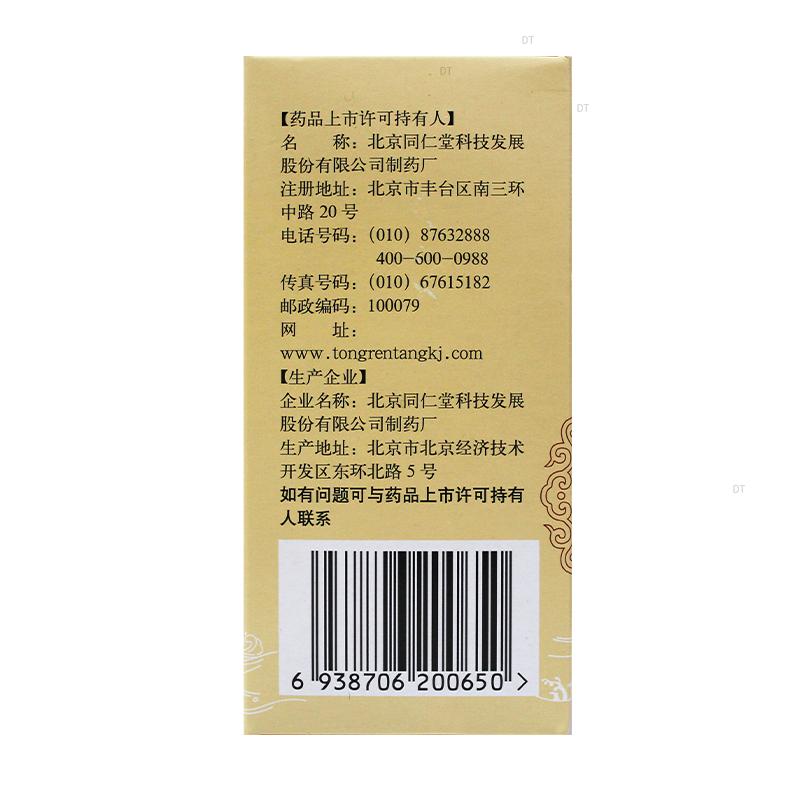 DT
DT
DT
【药品上市许可持有人】
名　　称：北京同仁堂科技发展
股份有限公司制药厂
注册地址：北京市丰台区南三环
中路 20 号
电话号码：（010）87632888
400-600-0988
传真号码：（010）67615182
邮政编码：100079
网　　址：
www.tongrentangkj.com
【生产企业】
企业名称：北京同仁堂科技发展
股份有限公司制药厂
生产地址：北京市北京经济技术
开发区东环北路 5 号
如有问题可与药品上市许可持有
人联系
DT
6 938706 200650 >